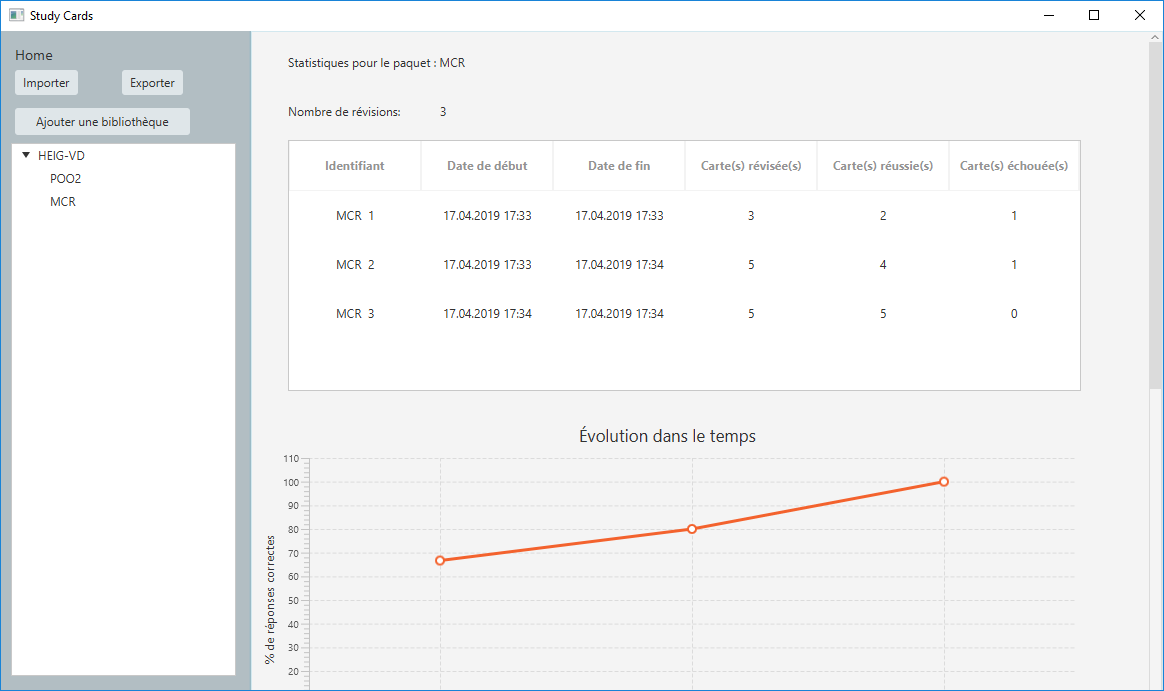 Study Cards
Home
Importer Exporter
Ajouter une bibliothèque
HEIG-VD
POO2
MCR
Statistiques pour le paquet : MCR
Nombre de révisions: 3
Identifiant Date de début Date de fin Carte(s) révisée(s) Carte(s) réussie(s) Carte(s) échouée(s)
MCR 1 17.04.2019 17:33 17.04.2019 17:33 3 2 1
MCR 2 17.04.2019 17:33 17.04.2019 17:34 5 4 1
MCR 3 17.04.2019 17:34 17.04.2019 17:34 5 5 0
Évolution dans le temps
110
100
90
80
70
60
50
40
30
20
% de réponses correctes